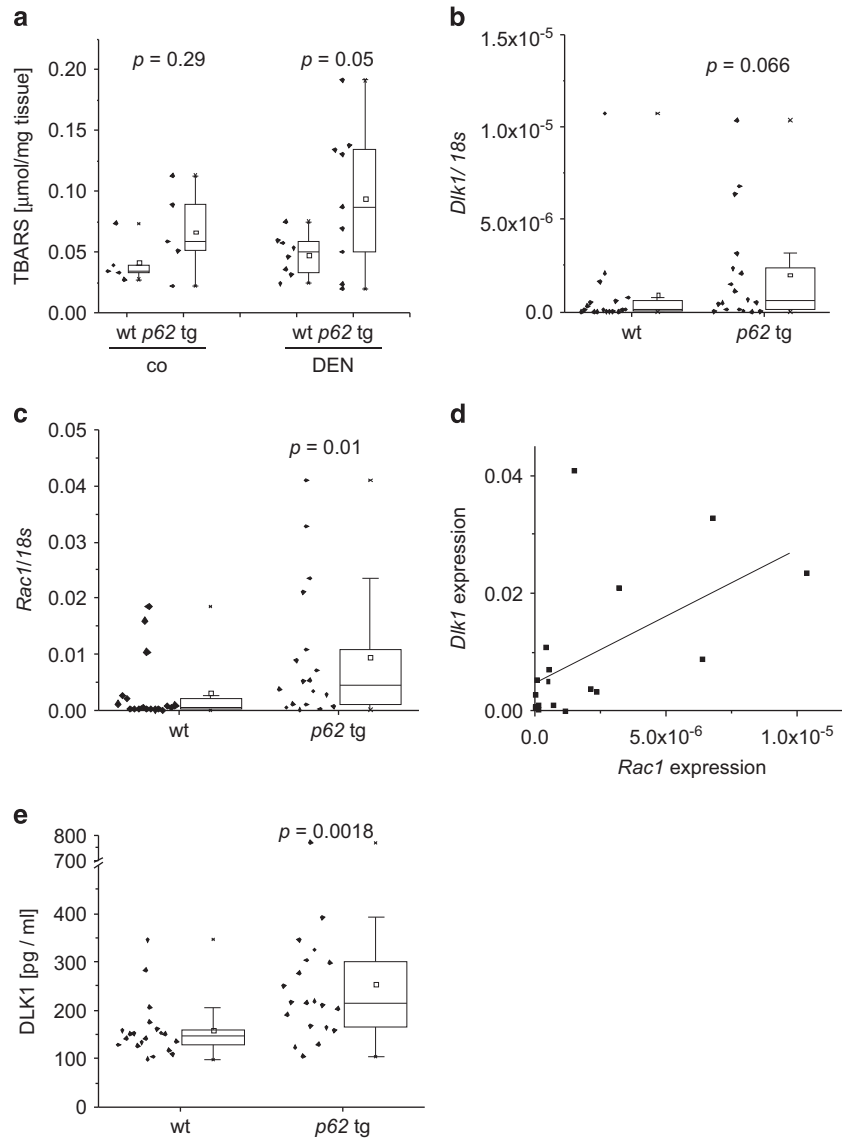 a
p = 0.29
p = 0.05
0.20
0.15
0.10
0.05
0.00
TBARS [μmol/mg tissue]
wt p62 tg
wt p62 tg
co
DEN
b
1.5x10-5
p = 0.066
1.0x10-5
5.0x10-6
0.0
Dlk1/ 18s
wt
p62 tg
c
0.05
p = 0.01
0.04
0.03
0.02
0.01
0.00
Rac1/18s
wt
p62 tg
d
0.04
0.02
0.00
Dlk1 expression
0.0
5.0x10-6
1.0x10-5
Rac1 expression
e
800
p = 0.0018
700
400
300
200
100
0
DLK1 [pg / ml]
wt
p62 tg